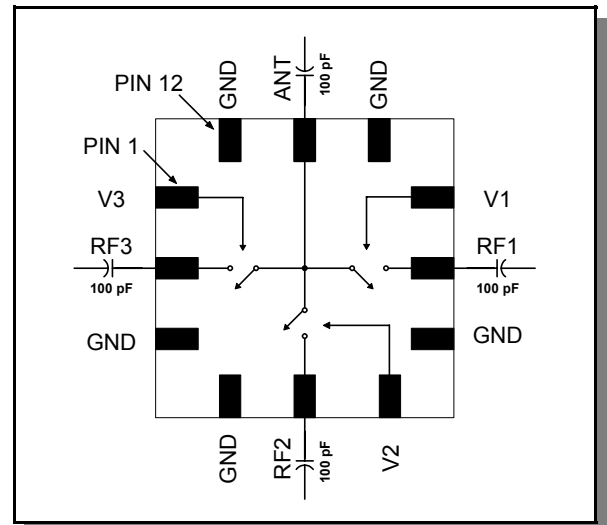 PIN 12
GND
ANT
100 pF
GND
PIN 1
V3
V1
RF3
RF1
100 pF
100 pF
GND
GND
GND
RF2
100 pF
V2